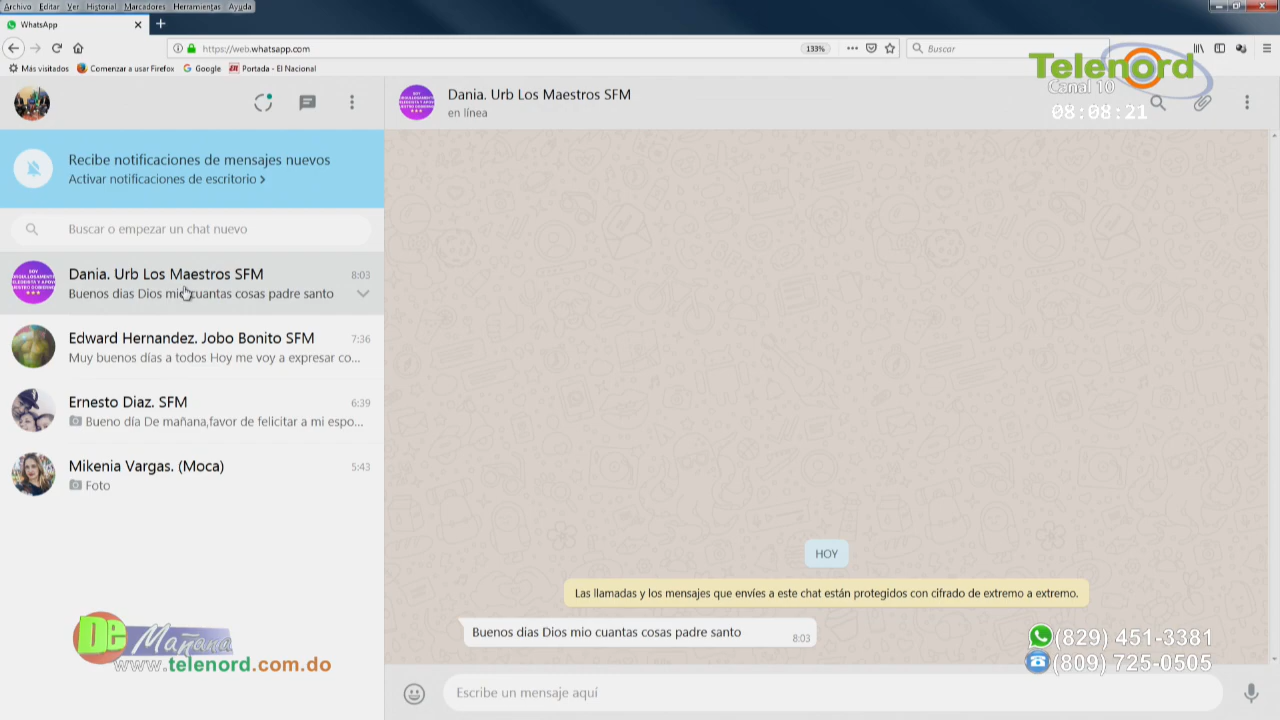 Archivo Editar Ver Historial Marcadores Herramientas Ayuda
WhatsApp
https://web.whatsapp.com
133%
Buscar
Más visitados Comenzar a usar Firefox Google Portada - El Nacional
Telenord
Canal 10
08:08:21
Dania. Urb Los Maestros SFM
en línea
Recibe notificaciones de mensajes nuevos
Activar notificaciones de escritorio >
Buscar o empezar un chat nuevo
Dania. Urb Los Maestros SFM 8:03
Buenos dias Dios mio cuantas cosas padre santo
Edward Hernandez. Jobo Bonito SFM 7:36
Muy buenos días a todos Hoy me voy a expresar co...
Ernesto Diaz. SFM 6:39
Bueno día De mañana,favor de felicitar a mi espo...
Mikenia Vargas. (Moca) 5:43
Foto
HOY
Las llamadas y los mensajes que envíes a este chat están protegidos con cifrado de extremo a extremo.
Buenos dias Dios mio cuantas cosas padre santo 8:03
De Mañana
www.telenord.com.do
(829) 451-3381
(809) 725-0505
Escribe un mensaje aquí